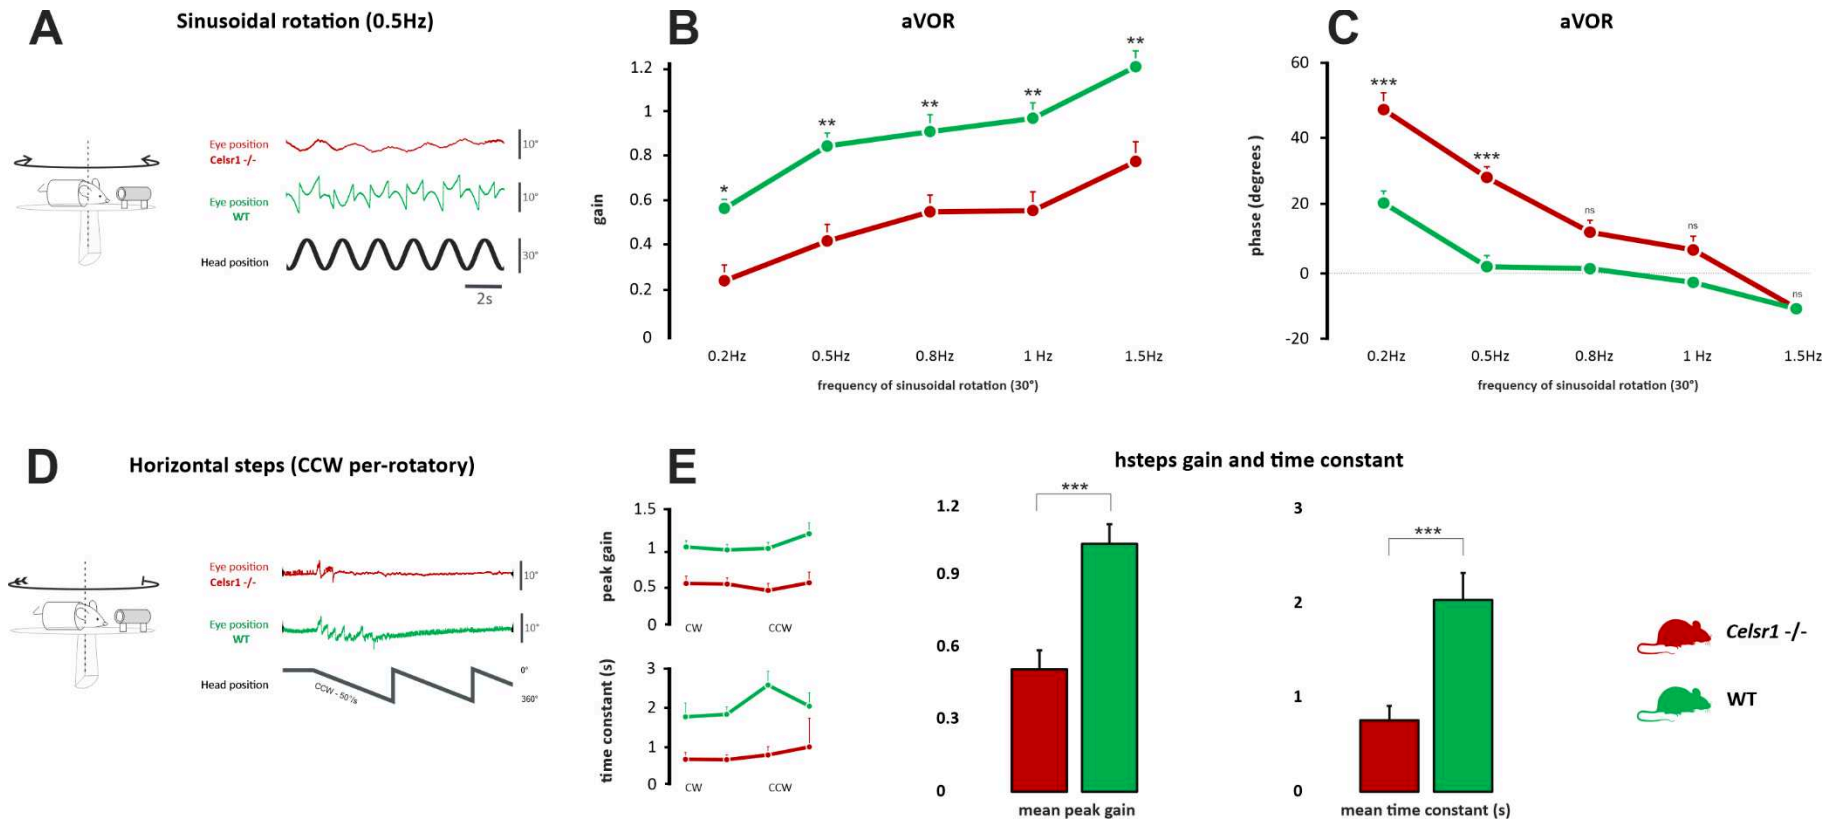 A
Sinusoidal rotation (0.5Hz)
Eye position
Celsr1 -/-
10°
Eye position
WT
10°
Head position
30°
2s
B
aVOR
gain
1.2
1
0.8
0.6
0.4
0.2
0
*
**
**
**
**
0.2Hz
0.5Hz
0.8Hz
1 Hz
1.5Hz
frequency of sinusoidal rotation (30°)
C
aVOR
phase (degrees )
60
40
20
0
-20
***
***
ns
ns
ns
0.2Hz
0.5Hz
0.8Hz
1 Hz
1.5Hz
frequency of sinusoidal rotation (30°)
D
Horizontal steps (CCW per-rotatory)
Eye position
Celsr1 -/-
10°
Eye position
WT
10°
Head position
CCW - 50°/s
0°
360°
E
hsteps gain and time constant
peak gain
1.5
1
0.5
0
CW
CCW
time constant (s)
3
2
1
0
CW
CCW
1.2
0.9
0.6
0.3
0
***
mean peak gain
3
2
1
0
***
mean time constant (s)
Celsr1 -/-
WT